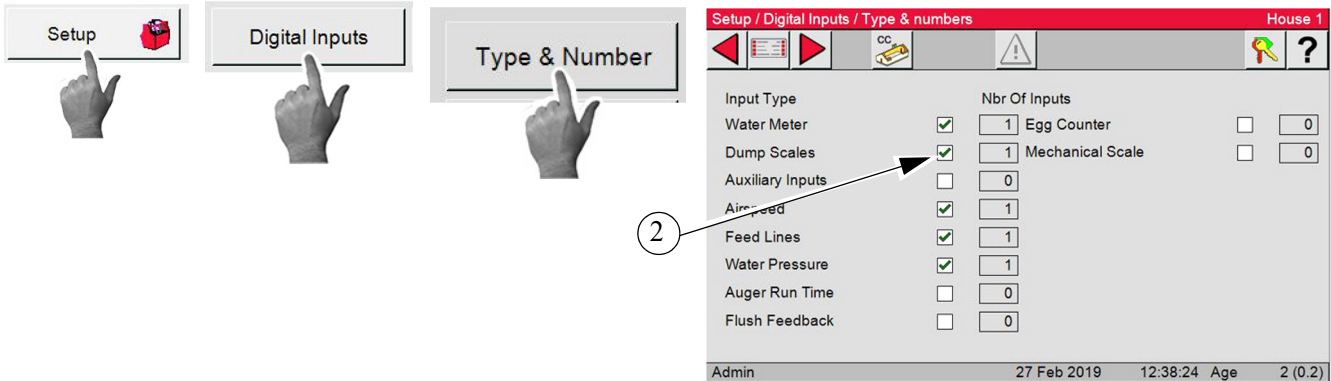 Setup
Digital Inputs
Type & Number
Setup / Digital Inputs / Type & numbers House 1
CC
?
Input Type Nbr Of Inputs
Water Meter 1 Egg Counter 0
Dump Scales 1 Mechanical Scale 0
Auxiliary Inputs 0
Airspeed 1
2
Feed Lines 1
Water Pressure 1
Auger Run Time 0
Flush Feedback 0
Admin 27 Feb 2019 12:38:24 Age 2 (0.2)